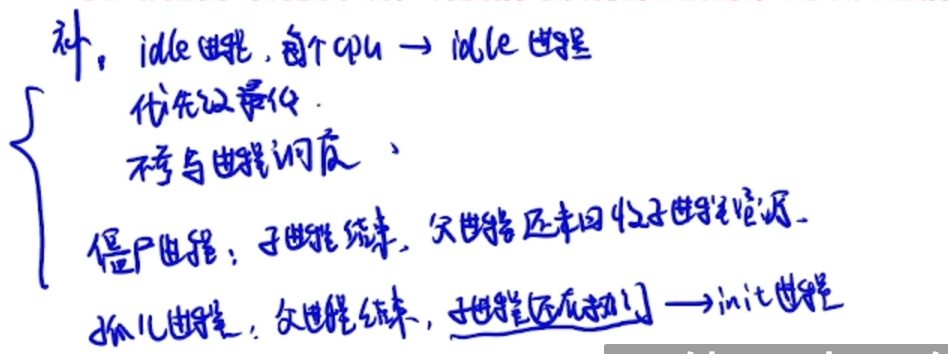 补. idle进程. 每个cpu → idle进程
优先级最低.
不参与进程调度、
僵尸进程: 子进程结束. 父进程还未回收子进程资源.
孤儿进程. 父进程结束, 子进程还在执行 → init进程